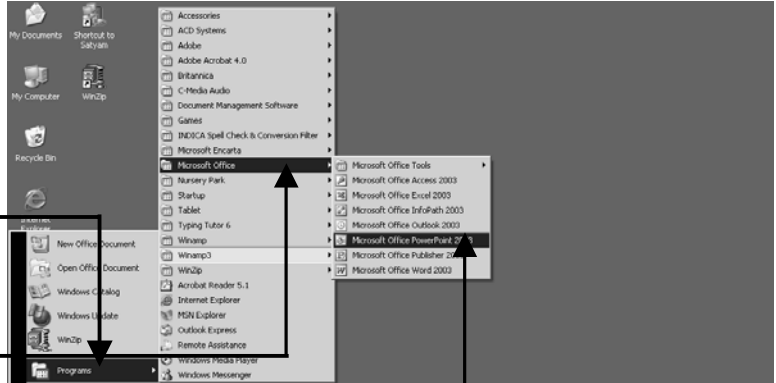 My Documents
Shortcut to
Satyam
My Computer
WinZip
Recycle Bin
Internet
Explorer
New Office Document
Open Office Document
Windows Catalog
Windows Update
WinZip
Programs
Accessories
ACD Systems
Adobe
Adobe Acrobat 4.0
Britannica
C-Media Audio
Document Management Software
Games
INDICA Spell Check & Conversion Filter
Microsoft Encarta
Microsoft Office
Nursery Park
Startup
Tablet
Typing Tutor 6
Winamp
Winamp3
WinZip
Acrobat Reader 5.1
Internet Explorer
MSN Explorer
Outlook Express
Remote Assistance
Windows Media Player
Windows Messenger
Microsoft Office Tools
Microsoft Office Access 2003
Microsoft Office Excel 2003
Microsoft Office InfoPath 2003
Microsoft Office Outlook 2003
Microsoft Office PowerPoint 2003
Microsoft Office Publisher 2003
Microsoft Office Word 2003